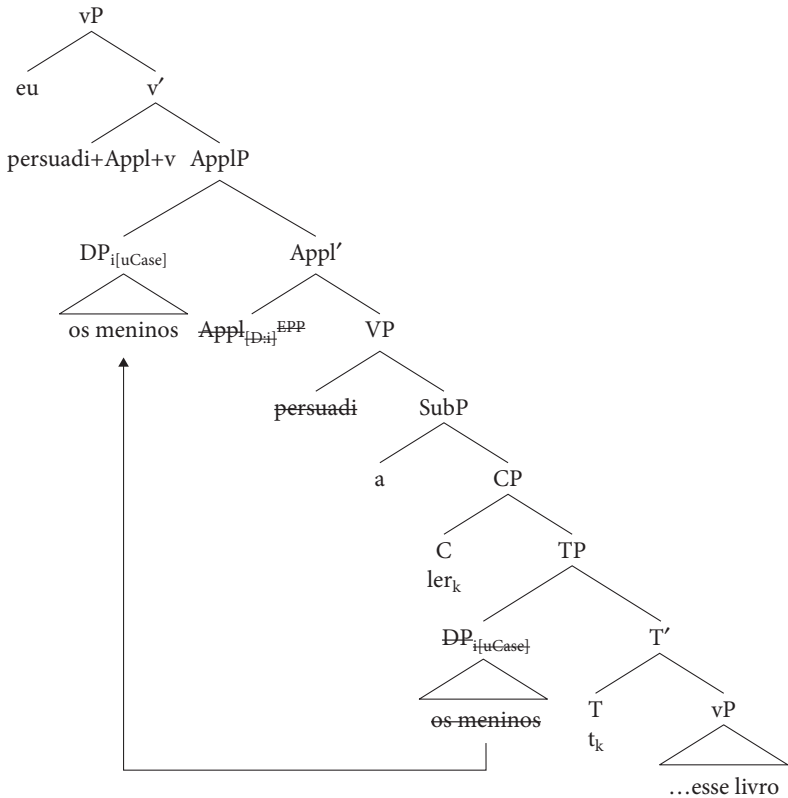 vP
eu v′
persuadi+Appl+v ApplP
DPi[uCase] Appl′
os meninos Appl[D:i]EPP VP
persuadi SubP
a CP
C TP
lerk
DPi[uCase] T′
os meninos T vP
tk
…esse livro